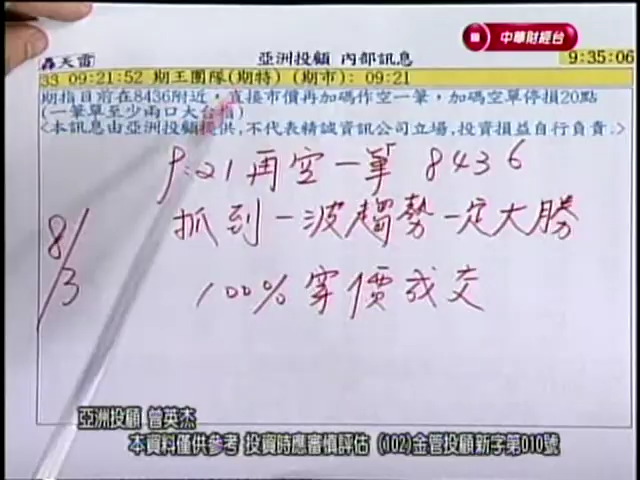 中華財經台
轟天雷 亞洲投顧 內部訊息 9:35:06
33 09:21:52 期王團隊(期特) (期市): 09:21
期指目前在8436附近，直接市價再加碼作空一筆，加碼空單停損20點
(一筆單至少兩口大台指)
<本訊息由亞洲投顧提供,不代表精誠資訊公司立場,投資損益自行負責.>
9:21再空一筆 8436
抓到一波趨勢一定大勝
8/3
100% 穿價成交
亞洲投顧 曾英杰
本資料僅供參考 投資時應審慎評估 (102)金管投顧新字第010號